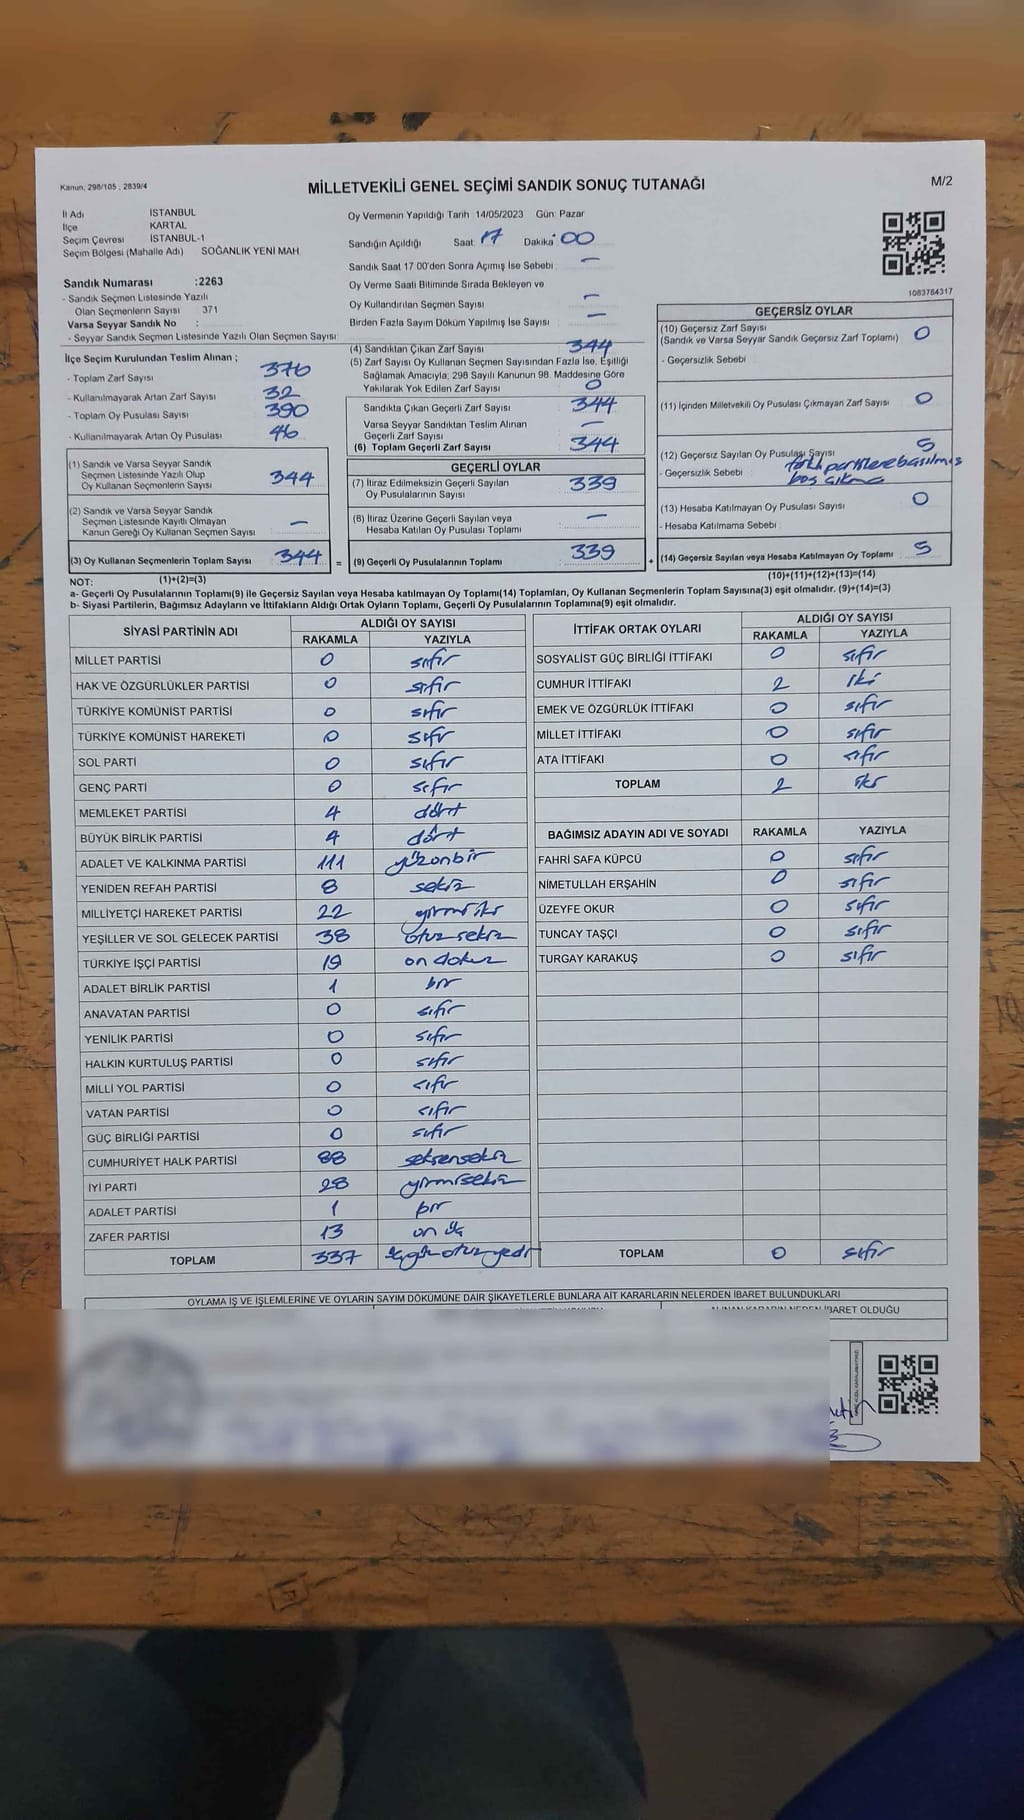 Kanun, 298/105 , 2839/4
MİLLETVEKİLİ GENEL SEÇİMİ SANDIK SONUÇ TUTANAĞI
M/2
İl Adı İSTANBUL
İlçe KARTAL
Seçim Çevresi İSTANBUL-1
Seçim Bölgesi (Mahalle Adı) SOĞANLIK YENİ MAH
Sandık Numarası :2263
- Sandık Seçmen Listesinde Yazılı
Olan Seçmenlerin Sayısı 371
Varsa Seyyar Sandık No :
- Seyyar Sandık Seçmen Listesinde Yazılı Olan Seçmen Sayısı:
Oy Vermenin Yapıldığı Tarih 14/05/2023 Gün: Pazar
Sandığın Açıldığı Saat: 17 Dakika: 00
Sandık Saat 17 00'den Sonra Açımış İse Sebebi : –
Oy Verme Saati Bitiminde Sırada Bekleyen ve
Oy Kullandırılan Seçmen Sayısı –
Birden Fazla Sayım Döküm Yapılmış İse Sayısı –
1083784317
İlçe Seçim Kurulundan Teslim Alınan ;
- Toplam Zarf Sayısı 376
- Kullanılmayarak Artan Zarf Sayısı 32
- Toplam Oy Pusulası Sayısı 390
- Kullanılmayarak Artan Oy Pusulası 46
(1) Sandık ve Varsa Seyyar Sandık
Seçmen Listesinde Yazılı Olup
Oy Kullanan Seçmenlerin Sayısı 344
(2) Sandık ve Varsa Seyyar Sandık
Seçmen Listesinde Kayıtlı Olmayan
Kanun Gereği Oy Kullanan Seçmen Sayısı –
(3) Oy Kullanan Seçmenlerin Toplam Sayısı 344 =
(4) Sandıktan Çıkan Zarf Sayısı 344
(5) Zarf Sayısı Oy Kullanan Seçmen Sayısından Fazla İse, Eşitliği
Sağlamak Amacıyla, 298 Sayılı Kanunun 98. Maddesine Göre
Yakılarak Yok Edilen Zarf Sayısı 0
Sandıkta Çıkan Geçerli Zarf Sayısı 344
Varsa Seyyar Sandıktan Teslim Alınan
Geçerli Zarf Sayısı –
(6) Toplam Geçerli Zarf Sayısı 344
GEÇERLİ OYLAR
(7) İtiraz Edilmeksizin Geçerli Sayılan
Oy Pusulalarının Sayısı 339
(8) İtiraz Üzerine Geçerli Sayılan veya
Hesaba Katılan Oy Pusulası Toplamı –
(9) Geçerli Oy Pusulalarının Toplamı 339 +
GEÇERSİZ OYLAR
(10) Geçersiz Zarf Sayısı
(Sandık ve Varsa Seyyar Sandık Geçersiz Zarf Toplamı) 0
- Geçersizlik Sebebi
(11) İçinden Milletvekili Oy Pusulası Çıkmayan Zarf Sayısı 0
(12) Geçersiz Sayılan Oy Pusulası Sayısı 5
- Geçersizlik Sebebi : farklı partilere basılmış
boş çıkma
(13) Hesaba Katılmayan Oy Pusulası Sayısı 0
- Hesaba Katılmama Sebebi :
(14) Geçersiz Sayılan veya Hesaba Katılmayan Oy Toplamı 5
NOT: (1)+(2)=(3)
(10)+(11)+(12)+(13)=(14)
a- Geçerli Oy Pusulalarının Toplamı(9) ile Geçersiz Sayılan veya Hesaba katılmayan Oy Toplamı(14) Toplamları, Oy Kullanan Seçmenlerin Toplam Sayısına(3) eşit olmalıdır. (9)+(14)=(3)
b- Siyasi Partilerin, Bağımsız Adayların ve İttifakların Aldığı Ortak Oyların Toplamı, Geçerli Oy Pusulalarının Toplamına(9) eşit olmalıdır.
SİYASİ PARTİNİN ADI ALDIĞI OY SAYISI
RAKAMLA YAZIYLA
MİLLET PARTİSİ 0 sıfır
HAK VE ÖZGÜRLÜKLER PARTİSİ 0 sıfır
TÜRKİYE KOMÜNİST PARTİSİ 0 sıfır
TÜRKİYE KOMÜNİST HAREKETİ 0 sıfır
SOL PARTİ 0 sıfır
GENÇ PARTİ 0 sıfır
MEMLEKET PARTİSİ 4 dört
BÜYÜK BİRLİK PARTİSİ 4 dört
ADALET VE KALKINMA PARTİSİ 111 yüzonbir
YENİDEN REFAH PARTİSİ 8 sekiz
MİLLİYETÇİ HAREKET PARTİSİ 22 yirmi iki
YEŞİLLER VE SOL GELECEK PARTİSİ 38 otuz sekiz
TÜRKİYE İŞÇİ PARTİSİ 19 on dokuz
ADALET BİRLİK PARTİSİ 1 bir
ANAVATAN PARTİSİ 0 sıfır
YENİLİK PARTİSİ 0 sıfır
HALKIN KURTULUŞ PARTİSİ 0 sıfır
MİLLİ YOL PARTİSİ 0 sıfır
VATAN PARTİSİ 0 sıfır
GÜÇ BİRLİĞİ PARTİSİ 0 sıfır
CUMHURİYET HALK PARTİSİ 88 seksensekiz
İYİ PARTİ 28 yirmisekiz
ADALET PARTİSİ 1 bir
ZAFER PARTİSİ 13 on üç
TOPLAM 337 üçyüz otuz yedi
İTTİFAK ORTAK OYLARI ALDIĞI OY SAYISI
RAKAMLA YAZIYLA
SOSYALİST GÜÇ BİRLİĞİ İTTİFAKI 0 sıfır
CUMHUR İTTİFAKI 2 iki
EMEK VE ÖZGÜRLÜK İTTİFAKI 0 sıfır
MİLLET İTTİFAKI 0 sıfır
ATA İTTİFAKI 0 sıfır
TOPLAM 2 iki
BAĞIMSIZ ADAYIN ADI VE SOYADI RAKAMLA YAZIYLA
FAHRİ SAFA KÜPCÜ 0 sıfır
NİMETULLAH ERŞAHİN 0 sıfır
ÜZEYFE OKUR 0 sıfır
TUNCAY TAŞÇI 0 sıfır
TURGAY KARAKUŞ 0 sıfır
TOPLAM 0 sıfır
OYLAMA İŞ VE İŞLEMLERİNE VE OYLARIN SAYIM DÖKÜMÜNE DAİR ŞİKAYETLERLE BUNLARA AİT KARARLARIN NELERDEN İBARET BULUNDUKLARI
ALINAN KARARIN NEDEN İBARET OLDUĞU